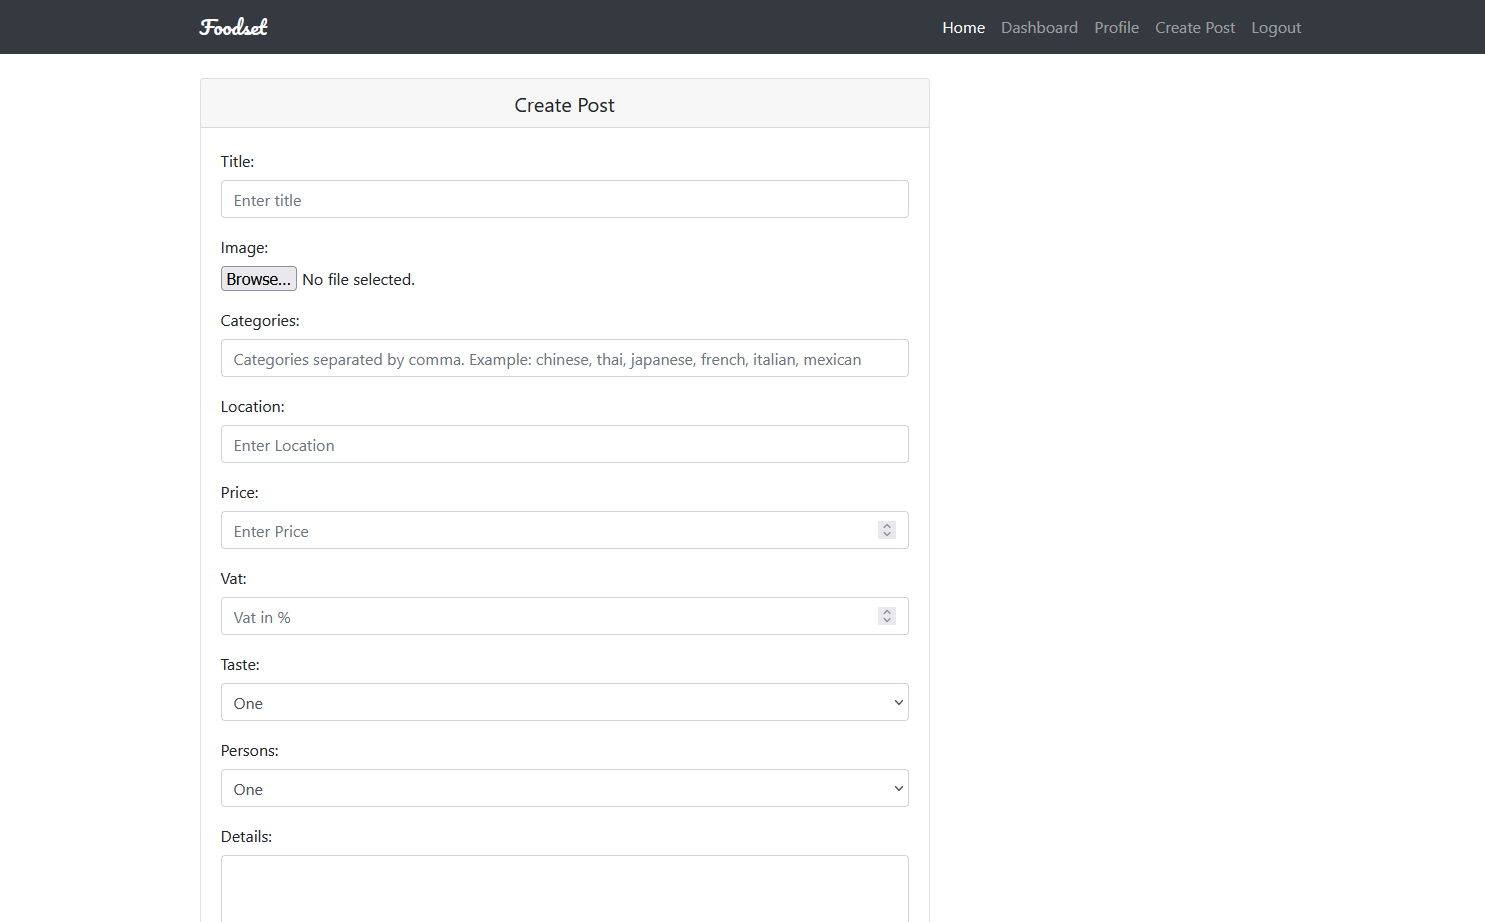 Foodset
Home Dashboard Profile Create Post Logout
Create Post
Title:
Enter title
Image:
Browse... No file selected.
Categories:
Categories separated by comma. Example: chinese, thai, japanese, french, italian, mexican
Location:
Enter Location
Price:
Enter Price
Vat:
Vat in %
Taste:
One
Persons:
One
Details: